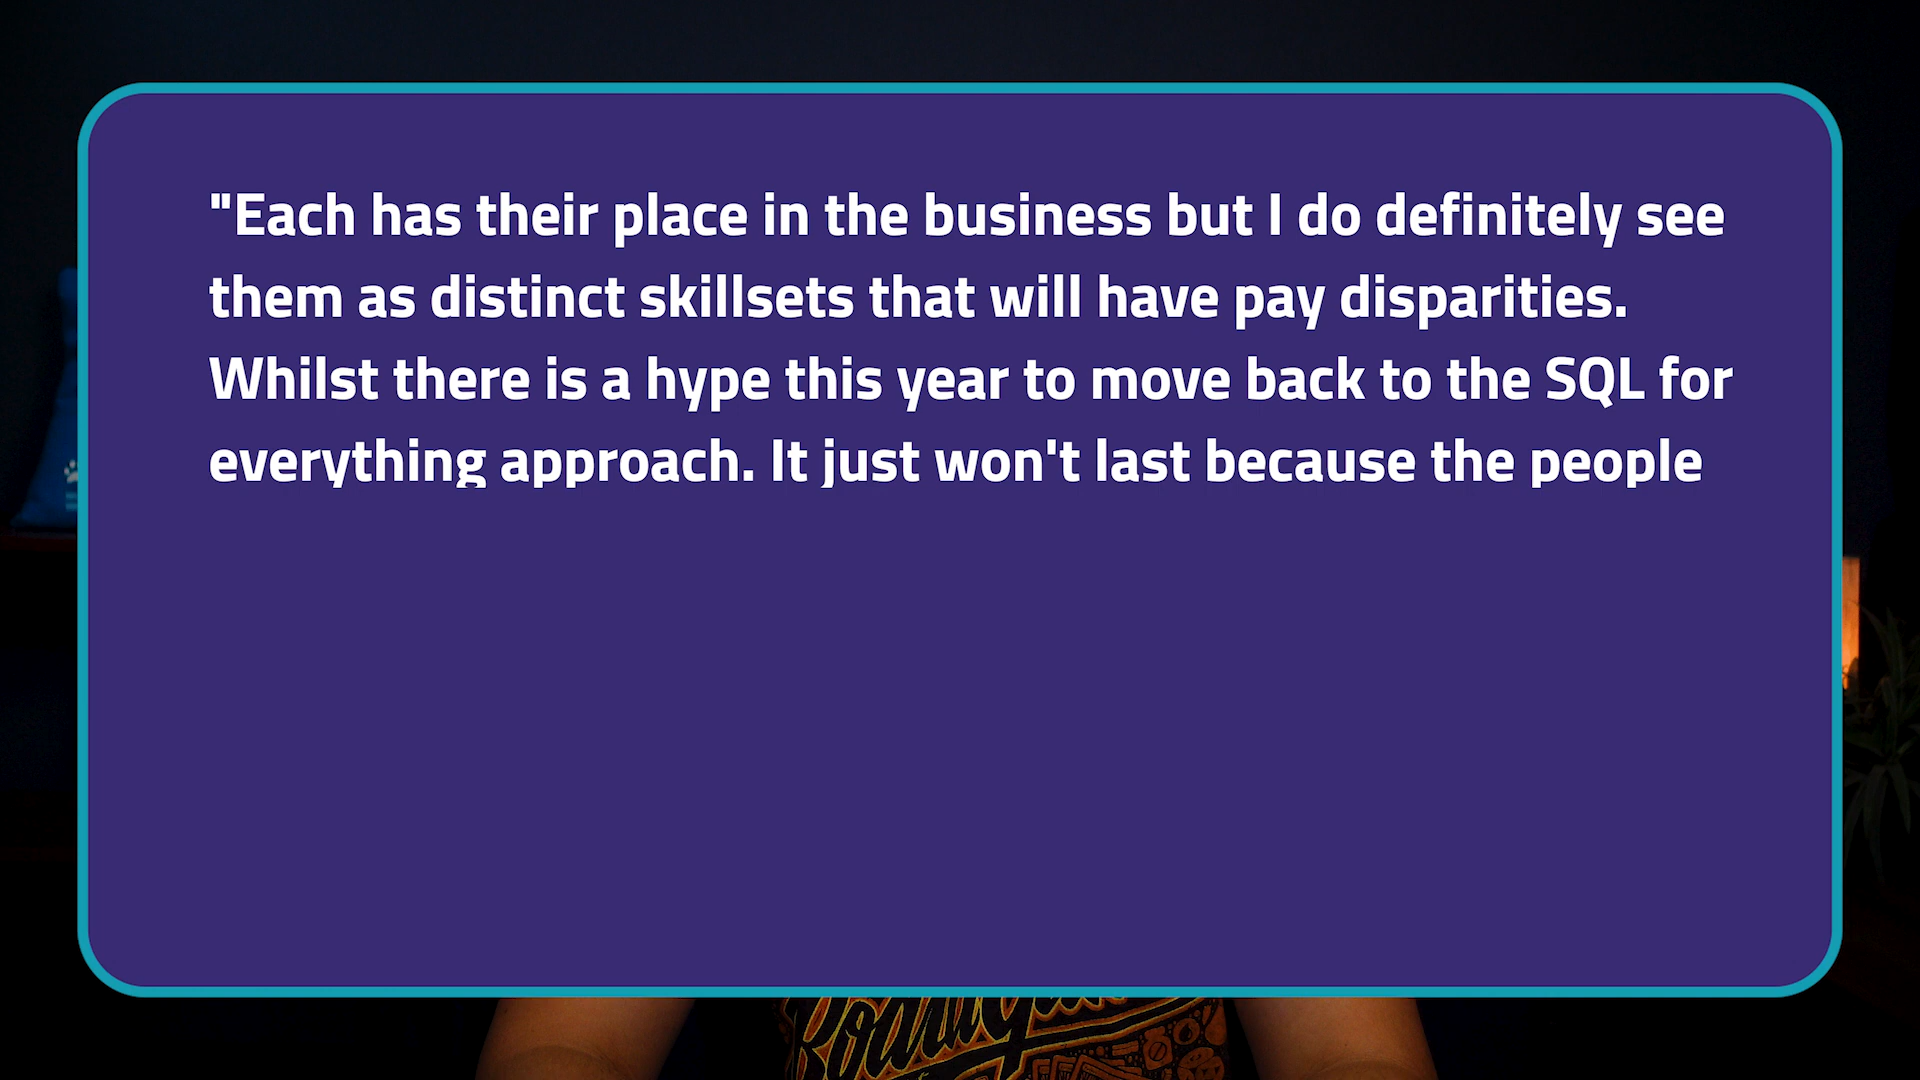 "Each has their place in the business but I do definitely see
them as distinct skillsets that will have pay disparities.
Whilst there is a hype this year to move back to the SQL for
everything approach. It just won't last because the people